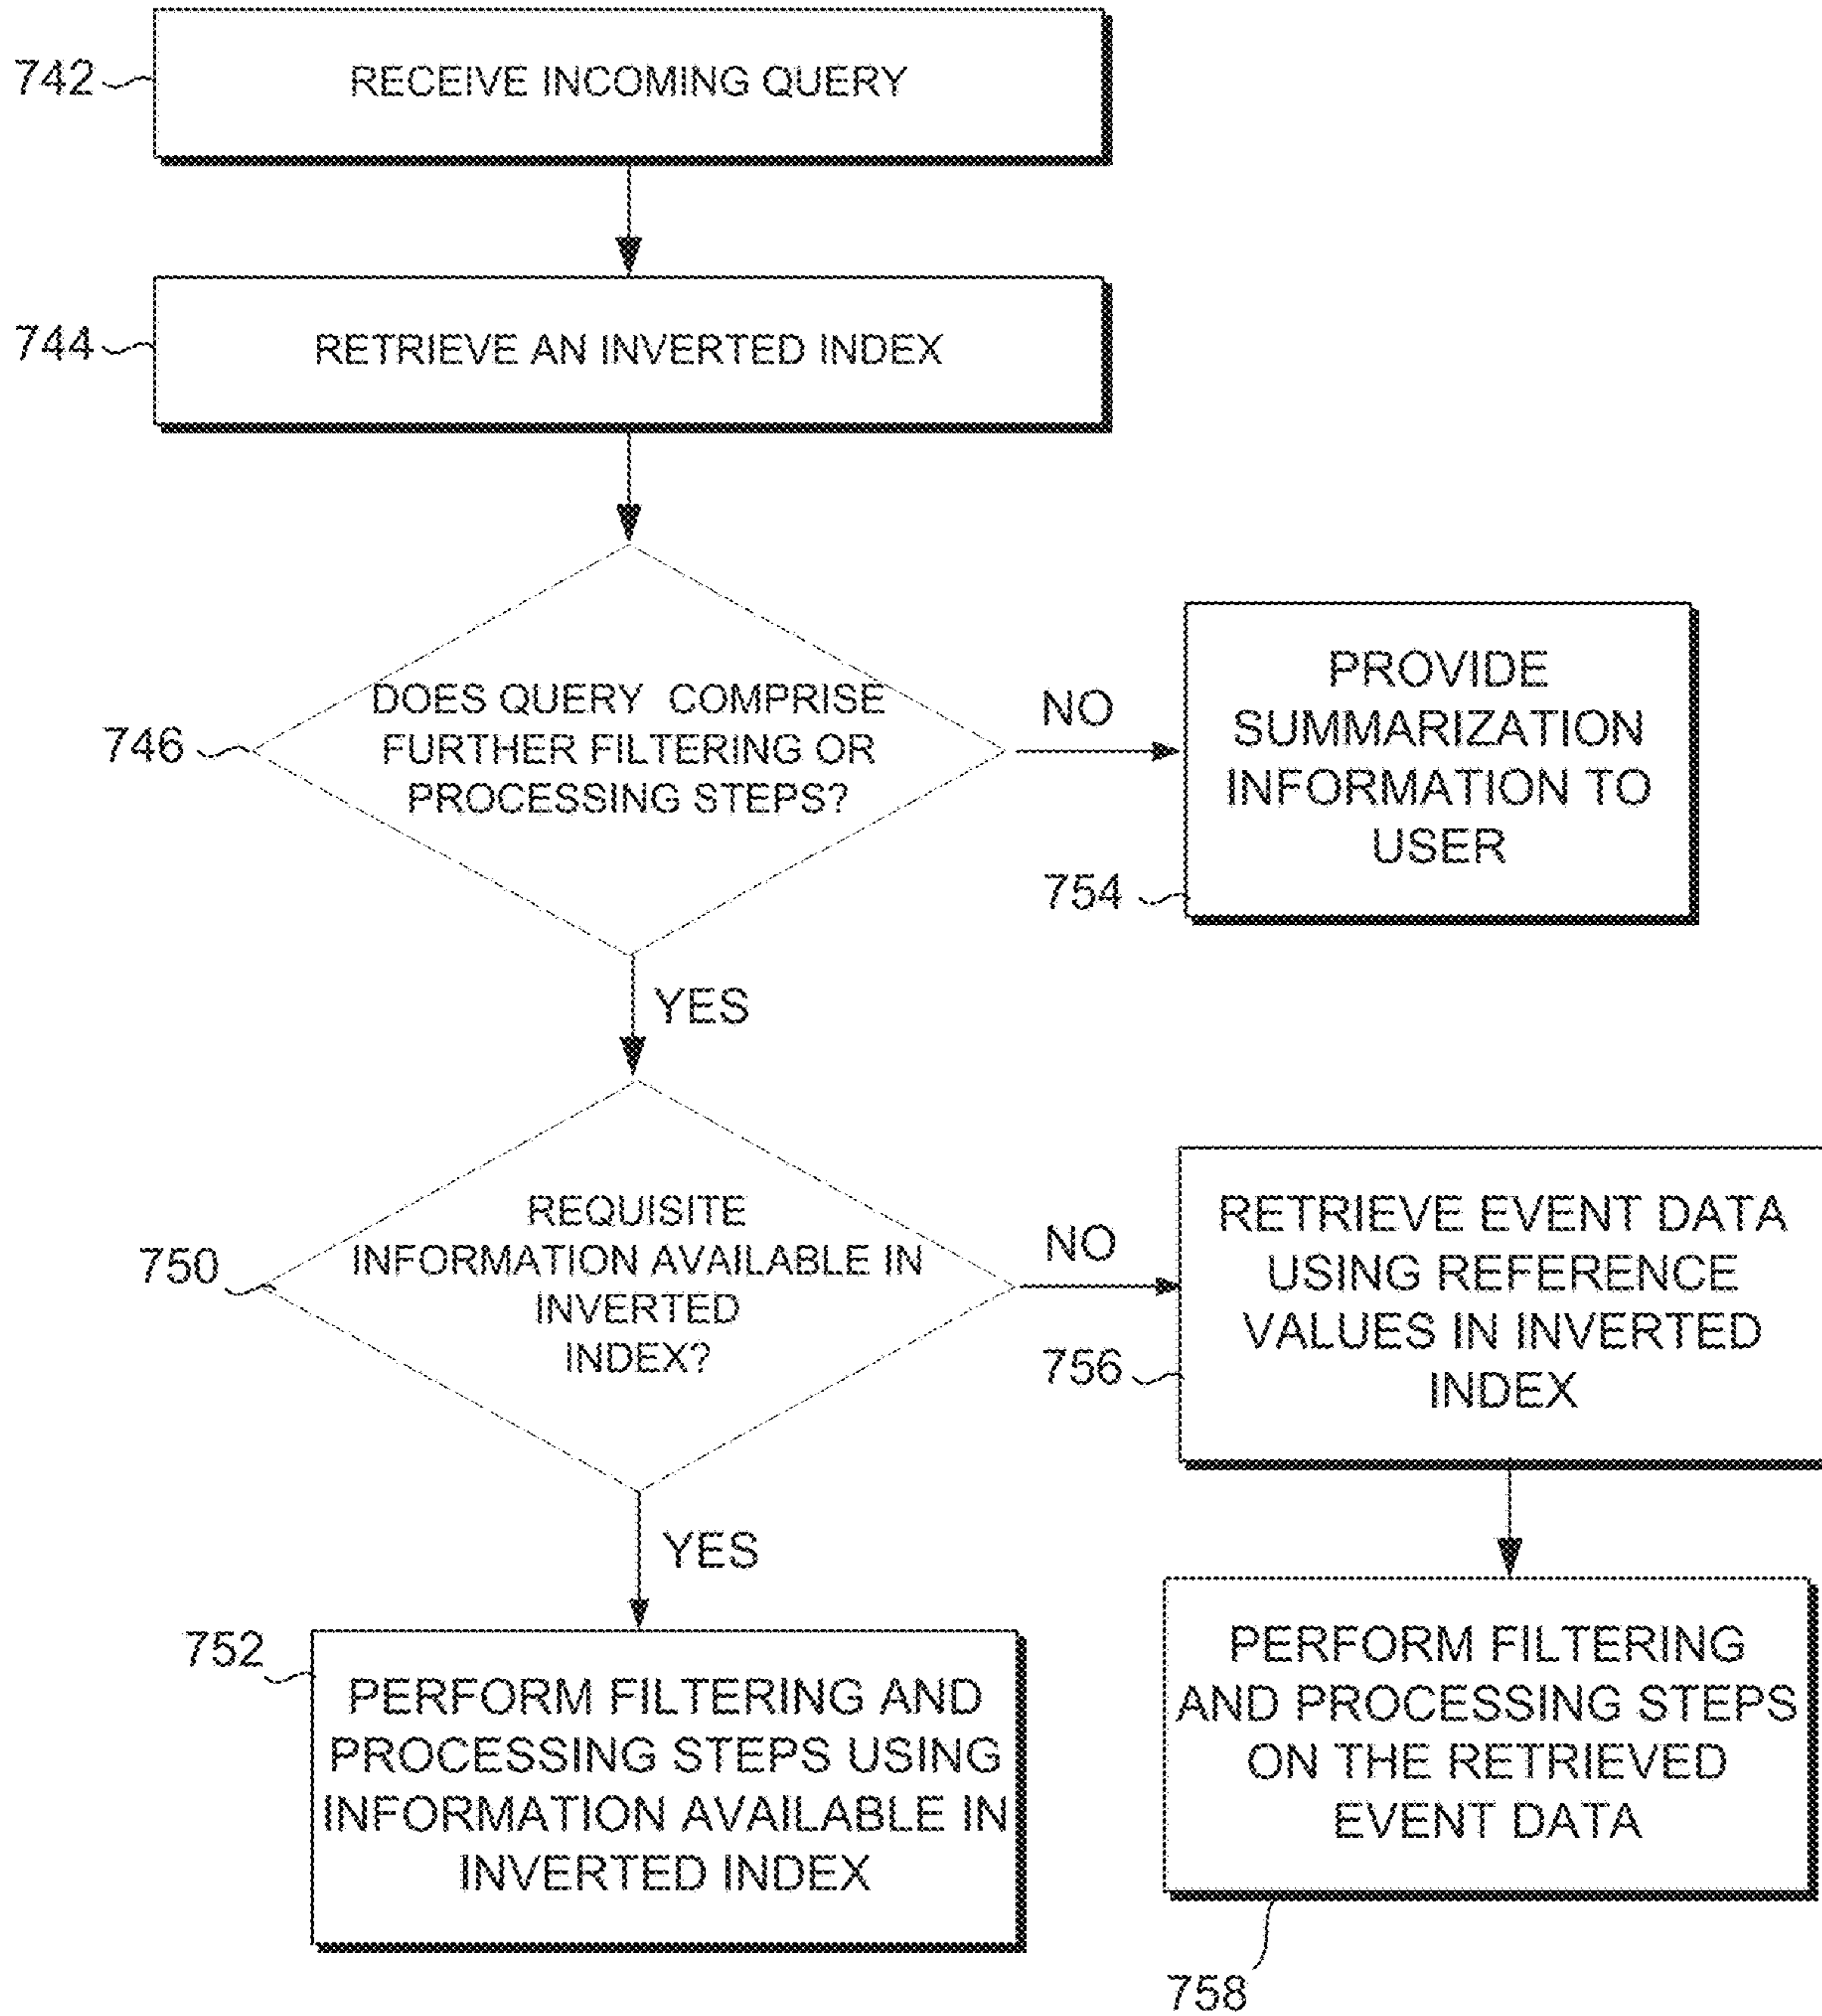 742
RECEIVE INCOMING QUERY
744
RETRIEVE AN INVERTED INDEX
746
DOES QUERY COMPRISE
FURTHER FILTERING OR
PROCESSING STEPS?
NO
PROVIDE
SUMMARIZATION
INFORMATION TO
USER
754
YES
750
REQUISITE
INFORMATION AVAILABLE IN
INVERTED
INDEX?
NO
RETRIEVE EVENT DATA
USING REFERENCE
VALUES IN INVERTED
INDEX
756
YES
752
PERFORM FILTERING AND
PROCESSING STEPS USING
INFORMATION AVAILABLE IN
INVERTED INDEX
PERFORM FILTERING
AND PROCESSING STEPS
ON THE RETRIEVED
EVENT DATA
758